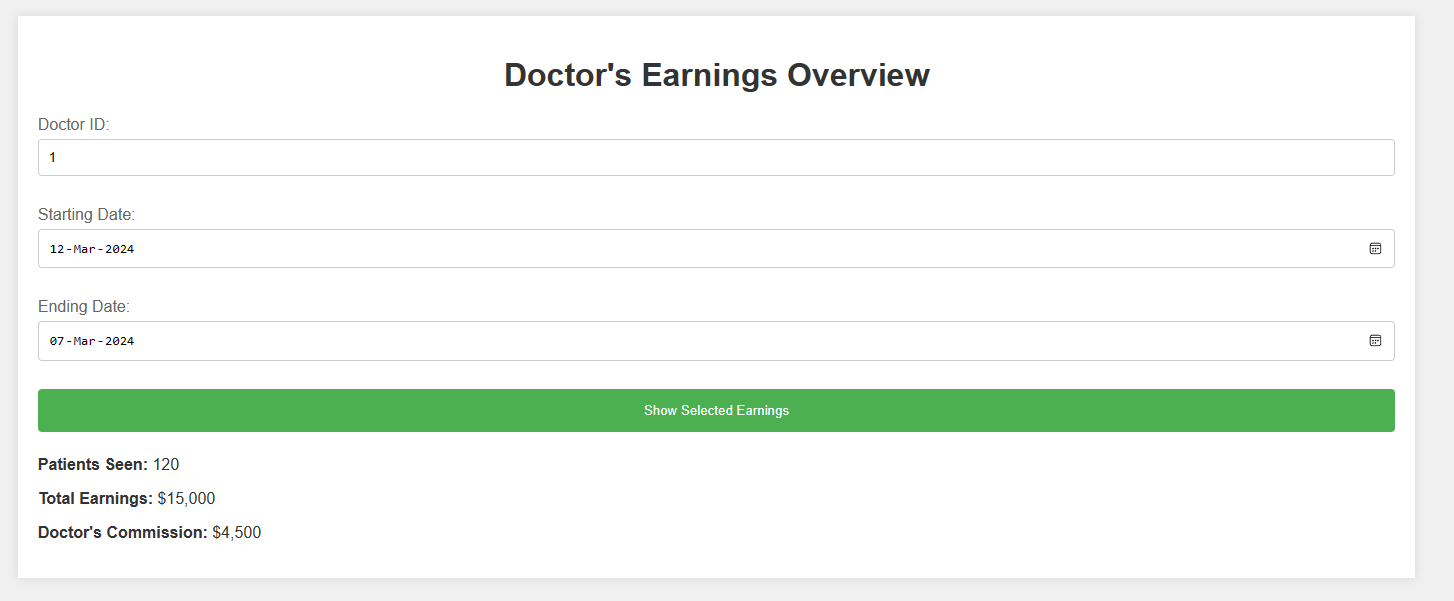 Doctor's Earnings Overview
Doctor ID:
1
Starting Date:
12-Mar-2024
Ending Date:
07-Mar-2024
Show Selected Earnings
Patients Seen: 120
Total Earnings: $15,000
Doctor's Commission: $4,500